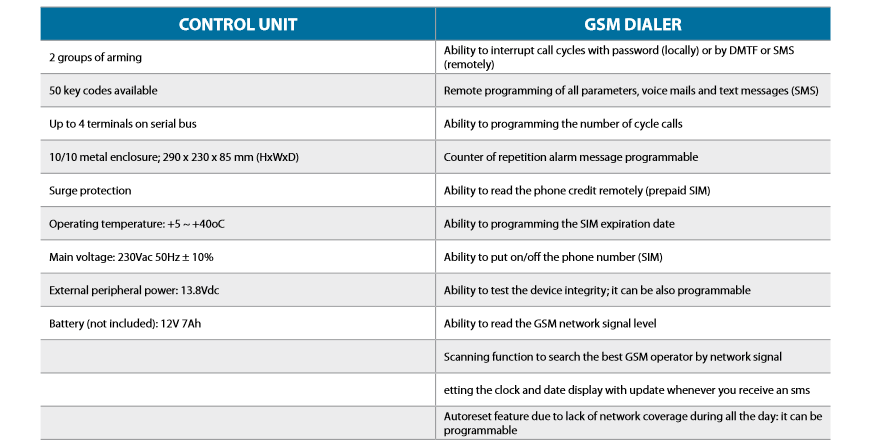 CONTROL UNIT GSM DIALER
2 groups of arming Ability to interrupt call cycles with password (locally) or by DMTF or SMS
(remotely)
50 key codes available Remote programming of all parameters, voice mails and text messages (SMS)
Up to 4 terminals on serial bus Ability to programming the number of cycle calls
10/10 metal enclosure; 290 x 230 x 85 mm (HxWxD) Counter of repetition alarm message programmable
Surge protection Ability to read the phone credit remotely (prepaid SIM)
Operating temperature: +5 ~ +40oC Ability to programming the SIM expiration date
Main voltage: 230Vac 50Hz ± 10% Ability to put on/off the phone number (SIM)
External peripheral power: 13.8Vdc Ability to test the device integrity; it can be also programmable
Battery (not included): 12V 7Ah Ability to read the GSM network signal level
Scanning function to search the best GSM operator by network signal
etting the clock and date display with update whenever you receive an sms
Autoreset feature due to lack of network coverage during all the day: it can be
programmable